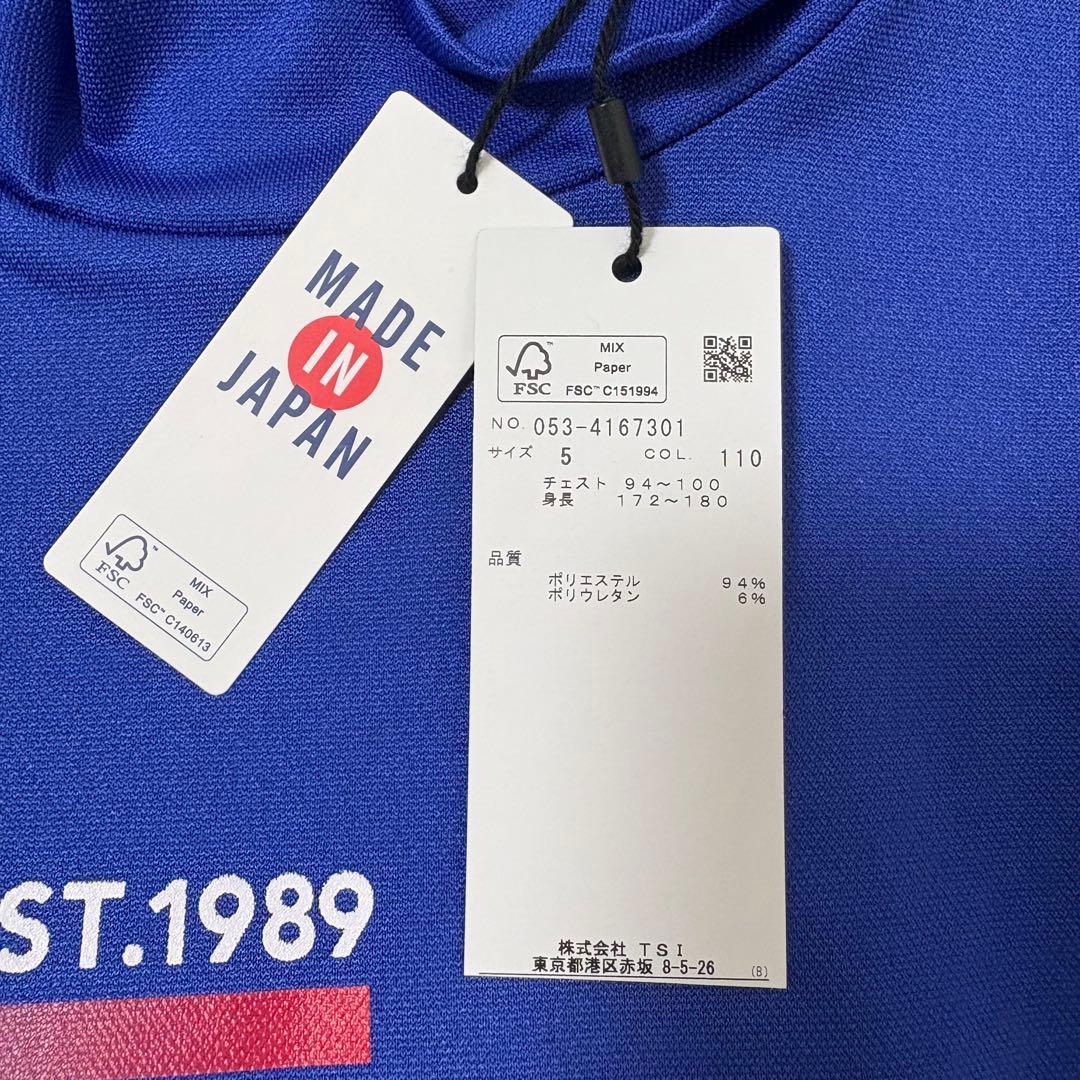 MADE
IN
JAPAN
FSC™
MIX
Paper
FSC™ C140613
FSC™
MIX
Paper
FSC™ C151994
NO. 053-4167301
サイズ 5 COL. 110
チェスト 94～100
身長 172～180
品質
ポリエステル 94%
ポリウレタン 6%
株式会社 TSI
東京都港区赤坂 8-5-26 (B)
ST.1989